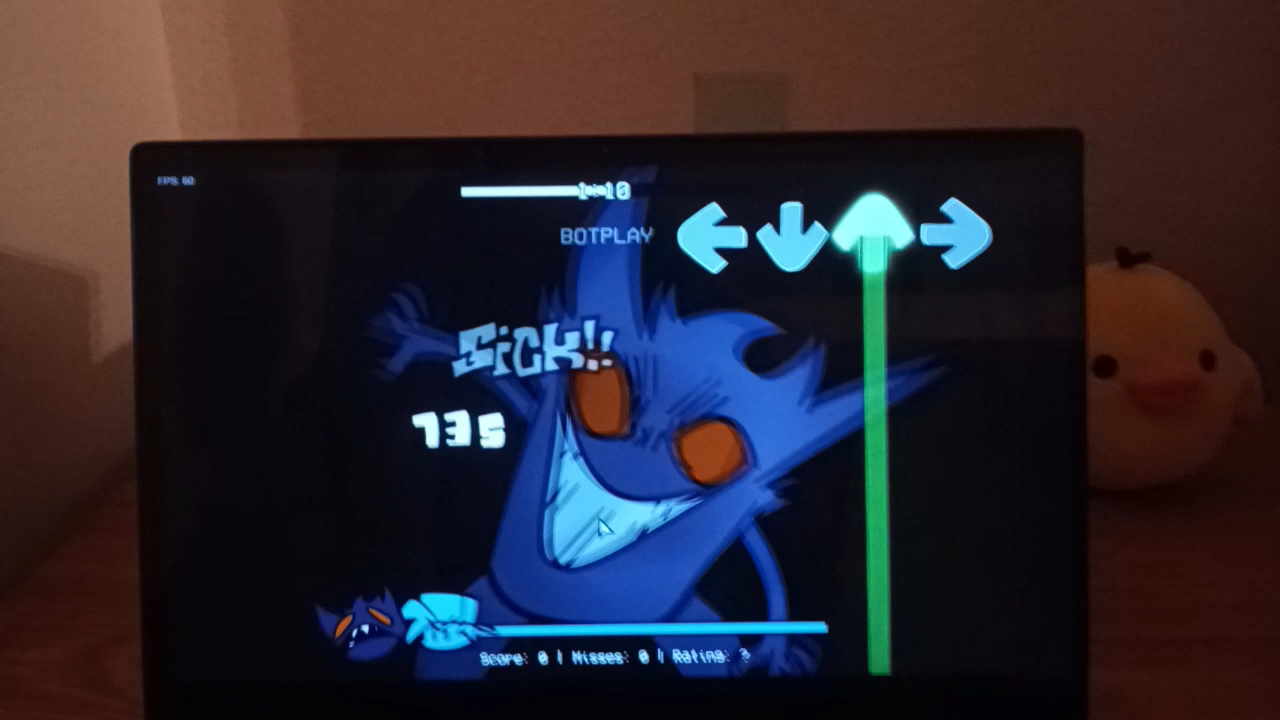 FPS: 60
1:10
BOTPLAY
SiCK!!
735
Score: 0 | Misses: 0 | Rating: ?